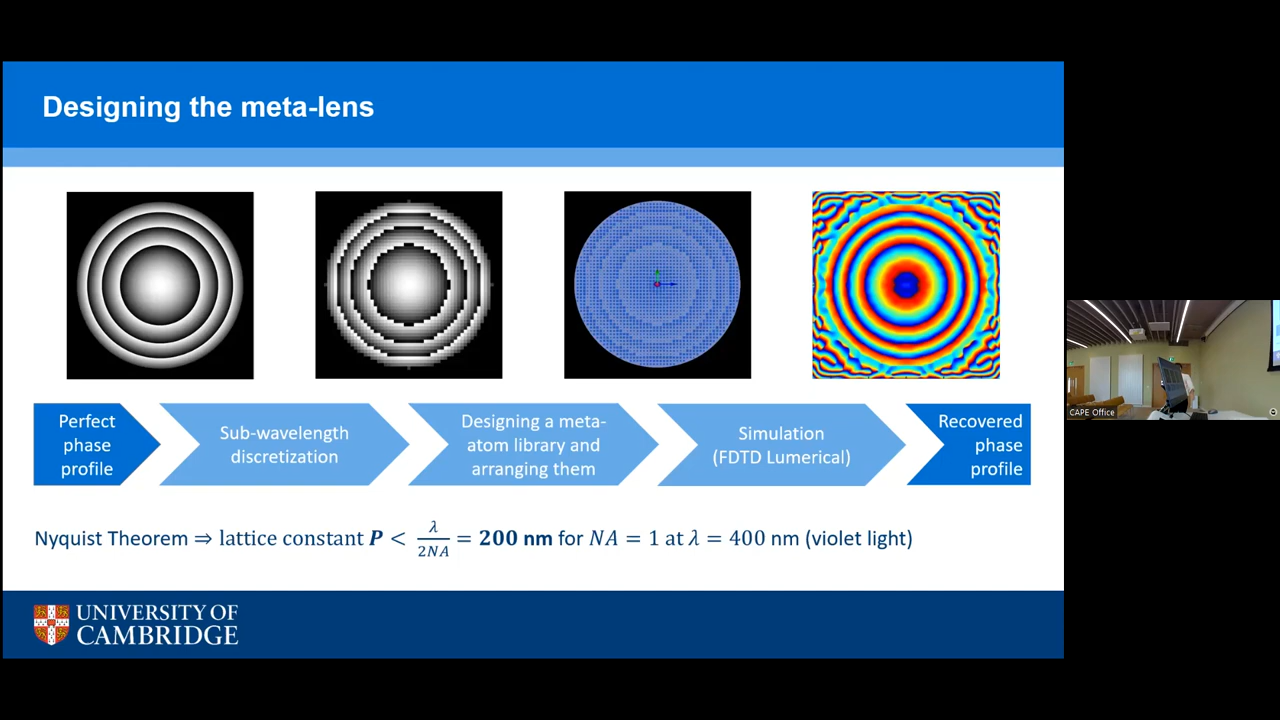 Designing the meta-lens
Perfect
phase
profile
Sub-wavelength
discretization
Designing a meta-
atom library and
arranging them
Simulation
(FDTD Lumerical)
Recovered
phase
profile
Nyquist Theorem ⇒ lattice constant P < λ/2NA = 200 nm for NA = 1 at λ = 400 nm (violet light)
UNIVERSITY OF
CAMBRIDGE
CAPE Office